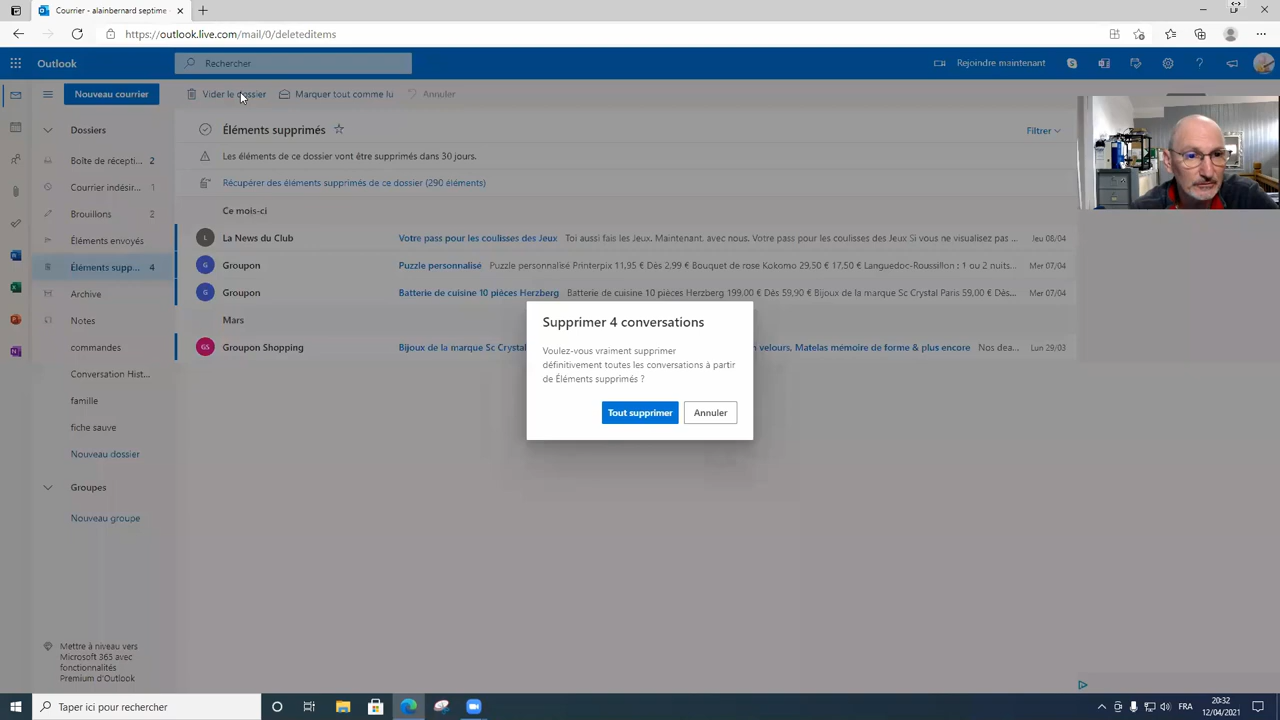 Courrier - alainbernard septime
https://outlook.live.com/mail/0/deleteditems
Outlook
Rechercher
Rejoindre maintenant
Nouveau courrier
Vider le dossier
Marquer tout comme lu
Annuler
Dossiers
Éléments supprimés
Filtrer
Les éléments de ce dossier vont être supprimés dans 30 jours.
Boîte de récepti... 2
Récupérer des éléments supprimés de ce dossier (290 éléments)
Courrier indésir... 1
Ce mois-ci
Brouillons 2
L La News du Club Votre pass pour les coulisses des Jeux Toi aussi fais les Jeux. Maintenant, avec nous. Votre pass pour les coulisses des Jeux Si vous ne visualisez pas ... Jeu 08/04
Éléments envoyés
G Groupon Puzzle personnalisé Puzzle personnalisé Printerpix 11,95 € Dès 2,99 € Bouquet de rose Kokomo 29,50 € 17,50 € Languedoc-Roussillon : 1 ou 2 nuits... Mer 07/04
Éléments supp... 4
G Groupon Batterie de cuisine 10 pièces Herzberg Batterie de cuisine 10 pièces Herzberg 199,00 € Dès 59,90 € Bijoux de la marque Sc Crystal Paris 59,00 € Dès... Mer 07/04
Archive
Notes
Mars
commandes
GS Groupon Shopping Bijoux de la marque Sc Crystal n velours, Matelas mémoire de forme & plus encore Nos dea... Lun 29/03
Conversation Hist...
famille
fiche sauve
Nouveau dossier
Groupes
Nouveau groupe
Supprimer 4 conversations
Voulez-vous vraiment supprimer
définitivement toutes les conversations à partir
de Éléments supprimés ?
Tout supprimer
Annuler
Mettre à niveau vers
Microsoft 365 avec
fonctionnalités
Premium d'Outlook
Taper ici pour rechercher
FRA
20:32
12/04/2021